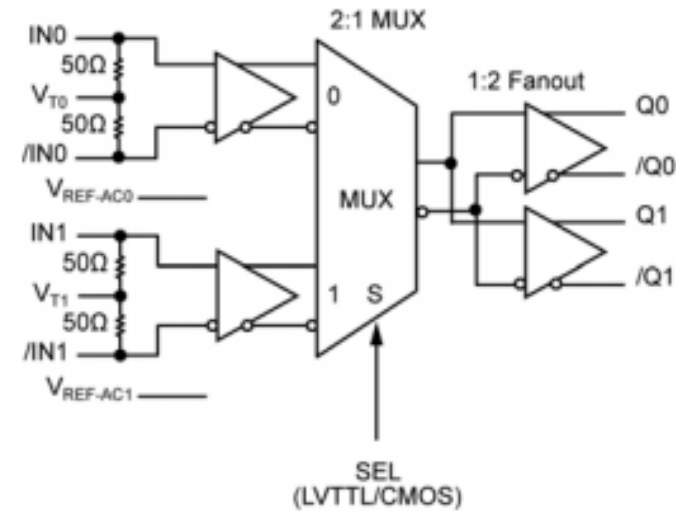 2:1 MUX
IN0
50Ω
VT0
50Ω
/IN0
VREF-AC0
IN1
50Ω
VT1
50Ω
/IN1
VREF-AC1
0
MUX
1 S
1:2 Fanout
Q0
/Q0
Q1
/Q1
SEL
(LVTTL/CMOS)